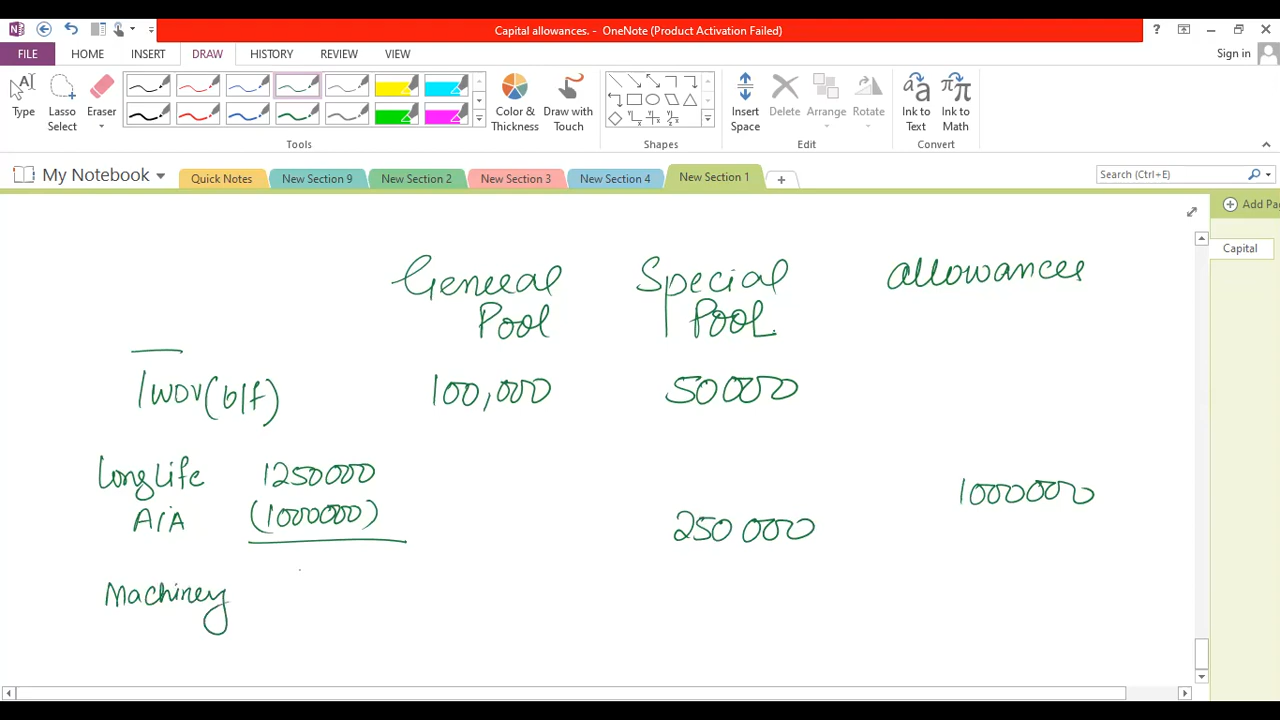 Capital allowances. - OneNote (Product Activation Failed)
FILE HOME INSERT DRAW HISTORY REVIEW VIEW Sign in
Type Lasso Select Eraser Color & Thickness Draw with Touch Insert Space Delete Arrange Rotate Ink to Text Ink to Math
Tools Shapes Edit Convert
My Notebook Quick Notes New Section 9 New Section 2 New Section 3 New Section 4 New Section 1 Search (Ctrl+E)
Add Pag
Capital
General Special allowances
Pool Pool
TWDV(b/f) 100,000 50000
Long life 1250000
1000000
AIA (1000000)
250 000
Machinery